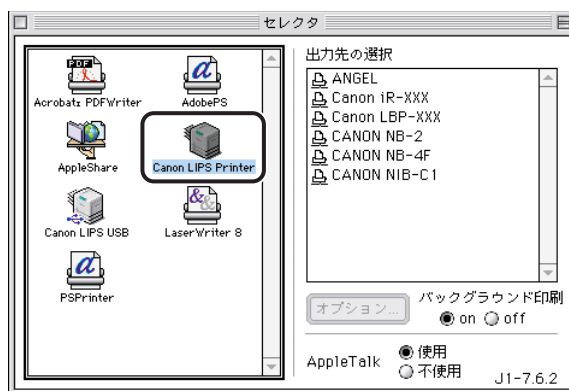 セレクタ
PDF
Acrobat™ PDFWriter
AdobePS
AppleShare
Canon LIPS Printer
Canon LIPS USB
LaserWriter 8
PSPrinter
出力先の選択
ANGEL
Canon iR-XXX
Canon LBP-XXX
CANON NB-2
CANON NB-4F
CANON NIB-C1
オプション...
バックグラウンド印刷
on off
AppleTalk
使用
不使用
J1-7.6.2